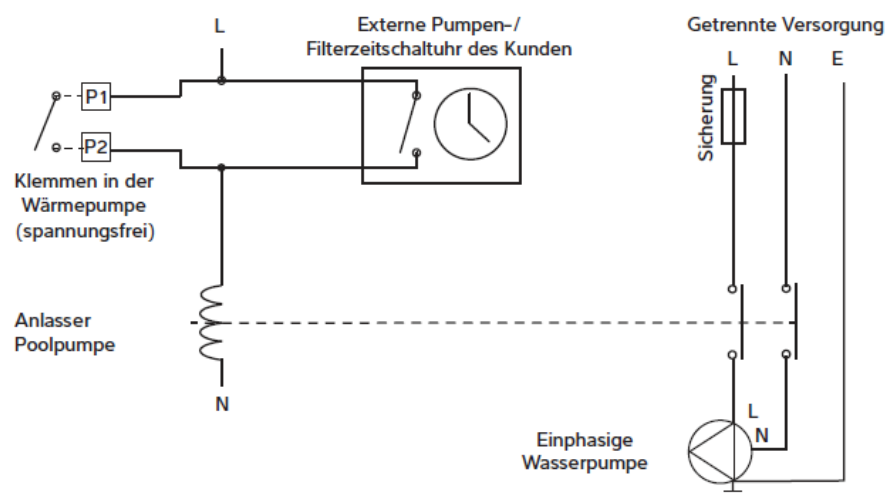 L
Externe Pumpen-/
Filterzeitschaltuhr des Kunden
Getrennte Versorgung
L N E
P1
P2
Sicherung
Klemmen in der
Wärmepumpe
(spannungsfrei)
Anlasser
Poolpumpe
N
L
N
Einphasige
Wasserpumpe